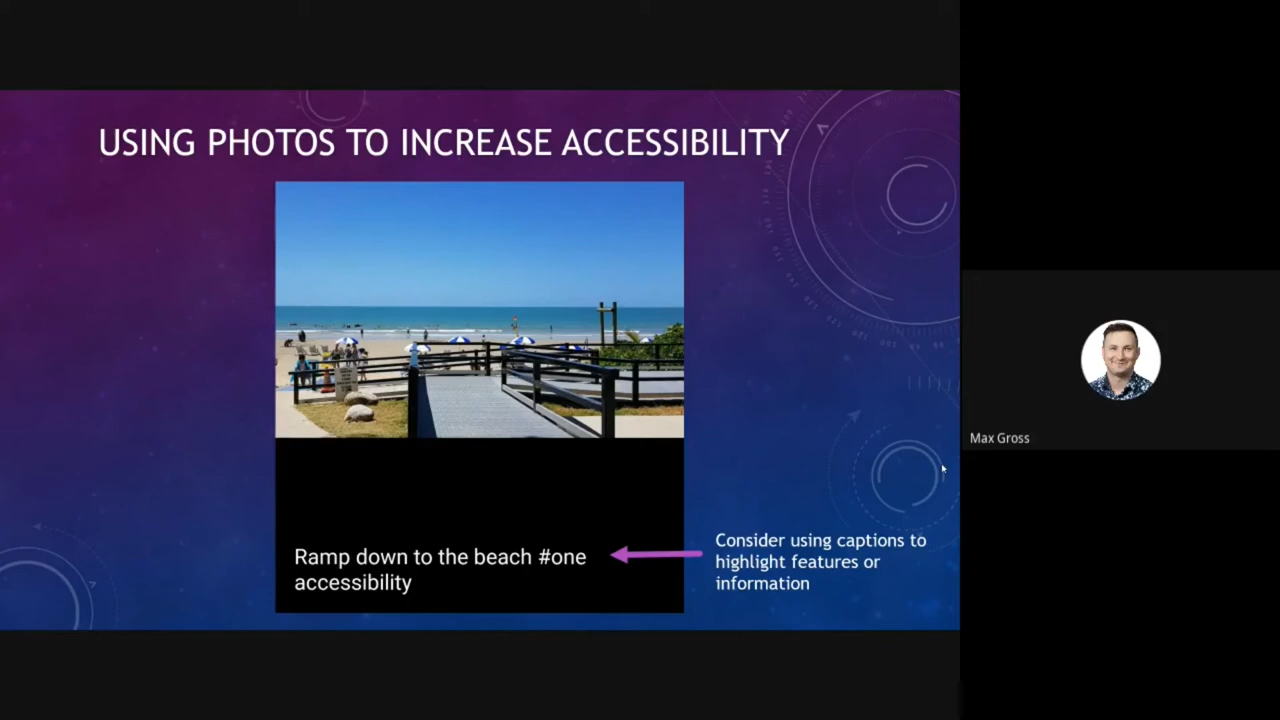 USING PHOTOS TO INCREASE ACCESSIBILITY
Ramp down to the beach #one
accessibility
Consider using captions to
highlight features or
information
Max Gross